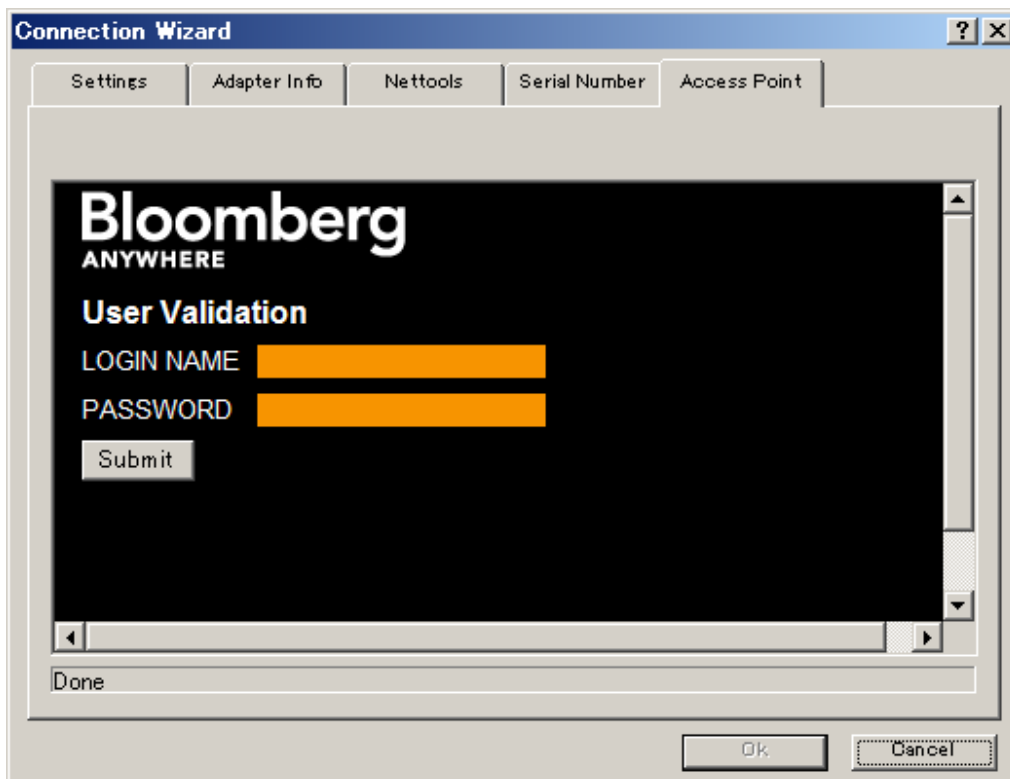 Connection Wizard
Settings Adapter Info Nettools Serial Number Access Point
Bloomberg
ANYWHERE
User Validation
LOGIN NAME
PASSWORD
Submit
Done
Ok Cancel